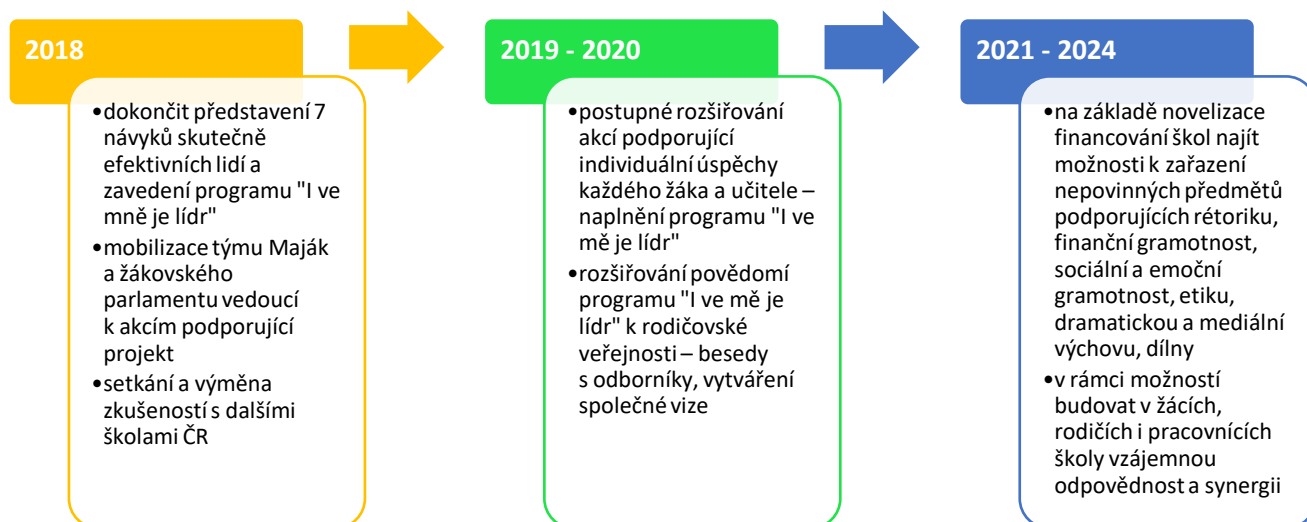 2018
•dokončit představení 7
návyků skutečně
efektivních lidí a
zavedení programu "I ve
mně je lídr"
•mobilizace týmu Maják
a žákovského
parlamentu vedoucí
k akcím podporující
projekt
•setkání a výměna
zkušeností s dalšími
školami ČR
2019 - 2020
•postupné rozšiřování
akcí podporující
individuální úspěchy
každého žáka a učitele –
naplnění programu "I ve
mě je lídr"
•rozšiřování povědomí
programu "I ve mě je
lídr" k rodičovské
veřejnosti – besedy
s odborníky, vytváření
společné vize
2021 - 2024
•na základě novelizace
financování škol najít
možnosti k zařazení
nepovinných předmětů
podporujících rétoriku,
finanční gramotnost,
sociální a emoční
gramotnost, etiku,
dramatickou a mediální
výchovu, dílny
•v rámci možností
budovat v žácích,
rodičích i pracovnících
školy vzájemnou
odpovědnost a synergii